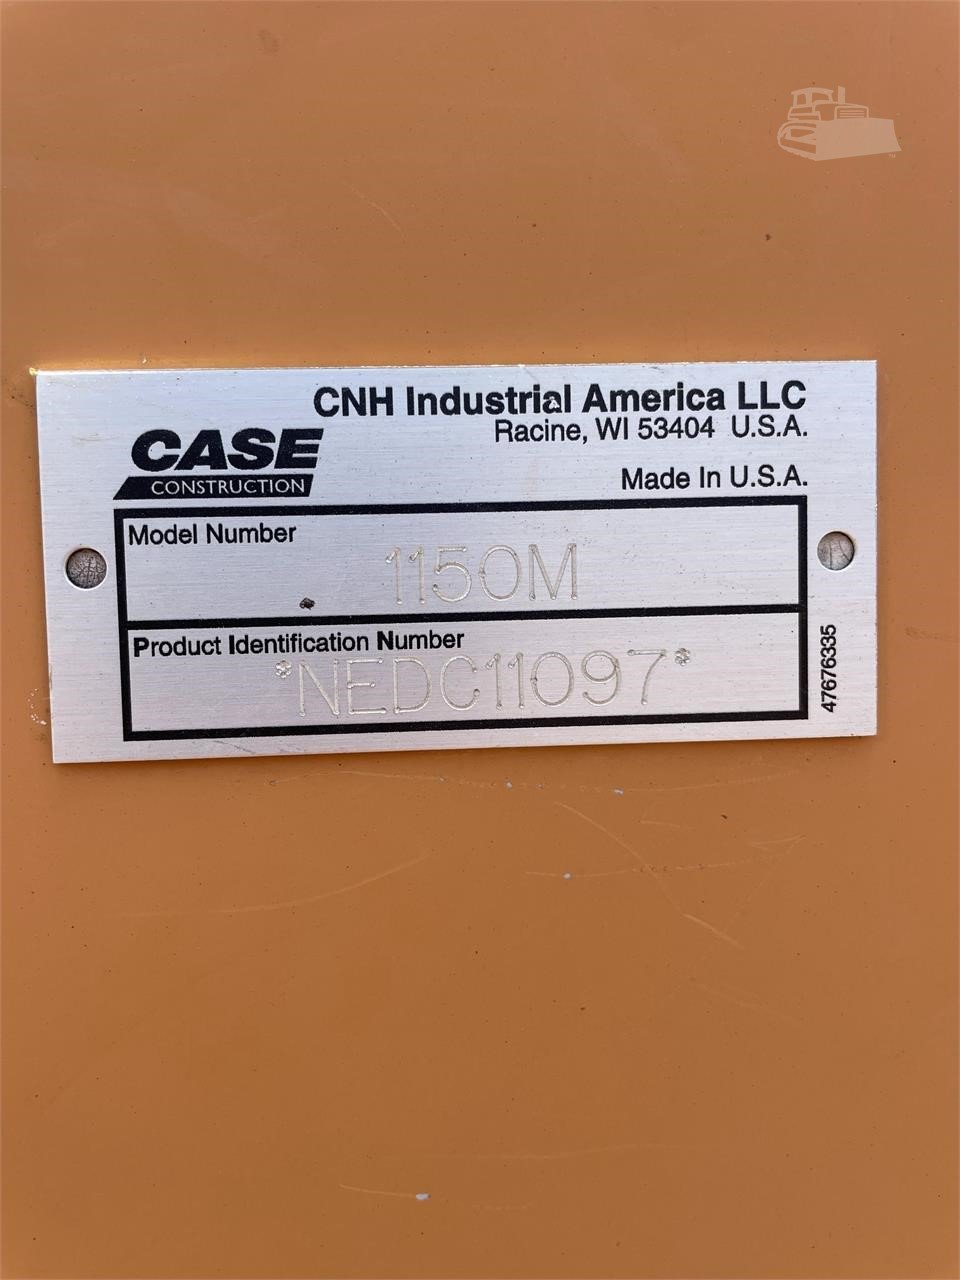 CNH Industrial America LLC
Racine, WI 53404 U.S.A.
CASE
CONSTRUCTION
Made In U.S.A.
Model Number
1150M
Product Identification Number
*NEDC11097*
47676335
TM